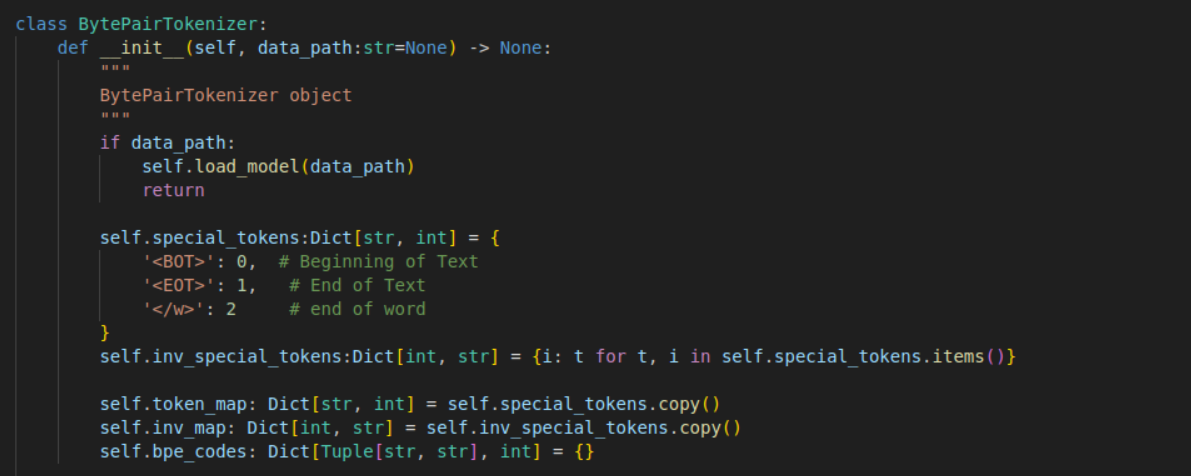 class BytePairTokenizer:
    def __init__(self, data_path:str=None) -> None:
        """
        BytePairTokenizer object
        """
        if data_path:
            self.load_model(data_path)
            return

        self.special_tokens:Dict[str, int] = {
            '<BOT>': 0,  # Beginning of Text
            '<EOT>': 1,   # End of Text
            '</w>': 2     # end of word
        }
        self.inv_special_tokens:Dict[int, str] = {i: t for t, i in self.special_tokens.items()}

        self.token_map: Dict[str, int] = self.special_tokens.copy()
        self.inv_map: Dict[int, str] = self.inv_special_tokens.copy()
        self.bpe_codes: Dict[Tuple[str, str], int] = {}